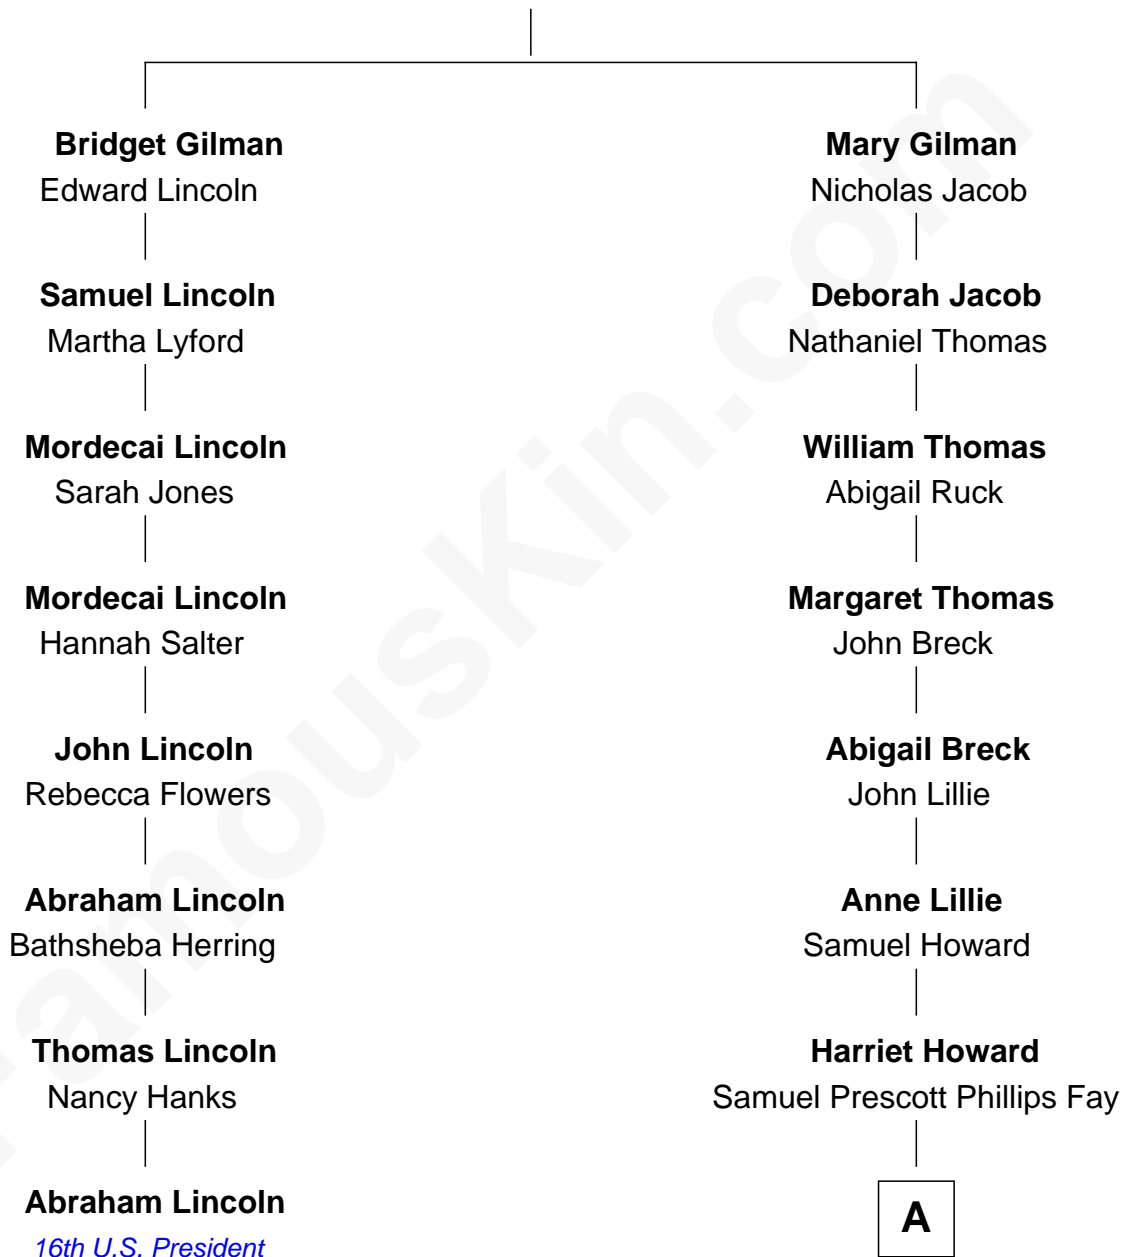 Bridget Gilman
Edward Lincoln
Samuel Lincoln
Martha Lyford
Mordecai Lincoln
Sarah Jones
Mordecai Lincoln
Hannah Salter
John Lincoln
Rebecca Flowers
Abraham Lincoln
Bathsheba Herring
Thomas Lincoln
Nancy Hanks
Abraham Lincoln
16th U.S. President
Mary Gilman
Nicholas Jacob
Deborah Jacob
Nathaniel Thomas
William Thomas
Abigail Ruck
Margaret Thomas
John Breck
Abigail Breck
John Lillie
Anne Lillie
Samuel Howard
Harriet Howard
Samuel Prescott Phillips Fay
A
FamousKin.com